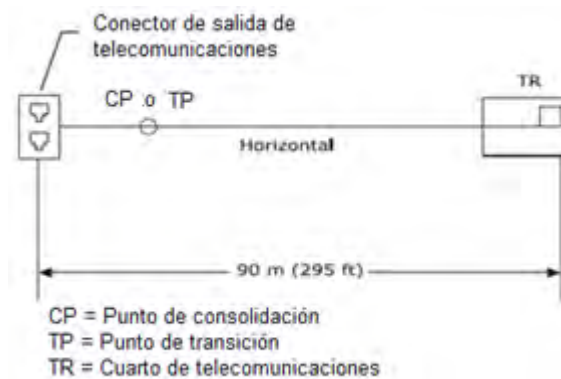 Conector de salida de
telecomunicaciones
CP o TP
TR
Horizontal
90 m (295 ft)
CP = Punto de consolidación
TP = Punto de transición
TR = Cuarto de telecomunicaciones